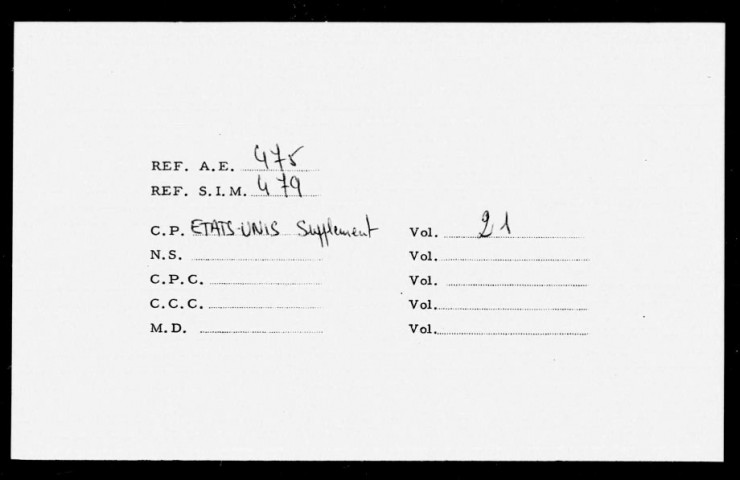 REF. A.E. 475
REF. S.I.M. 479
C.P. ETATS-UNIS Supplement Vol. 21
N.S. Vol.
C.P.C. Vol.
C.C.C. Vol.
M.D. Vol.